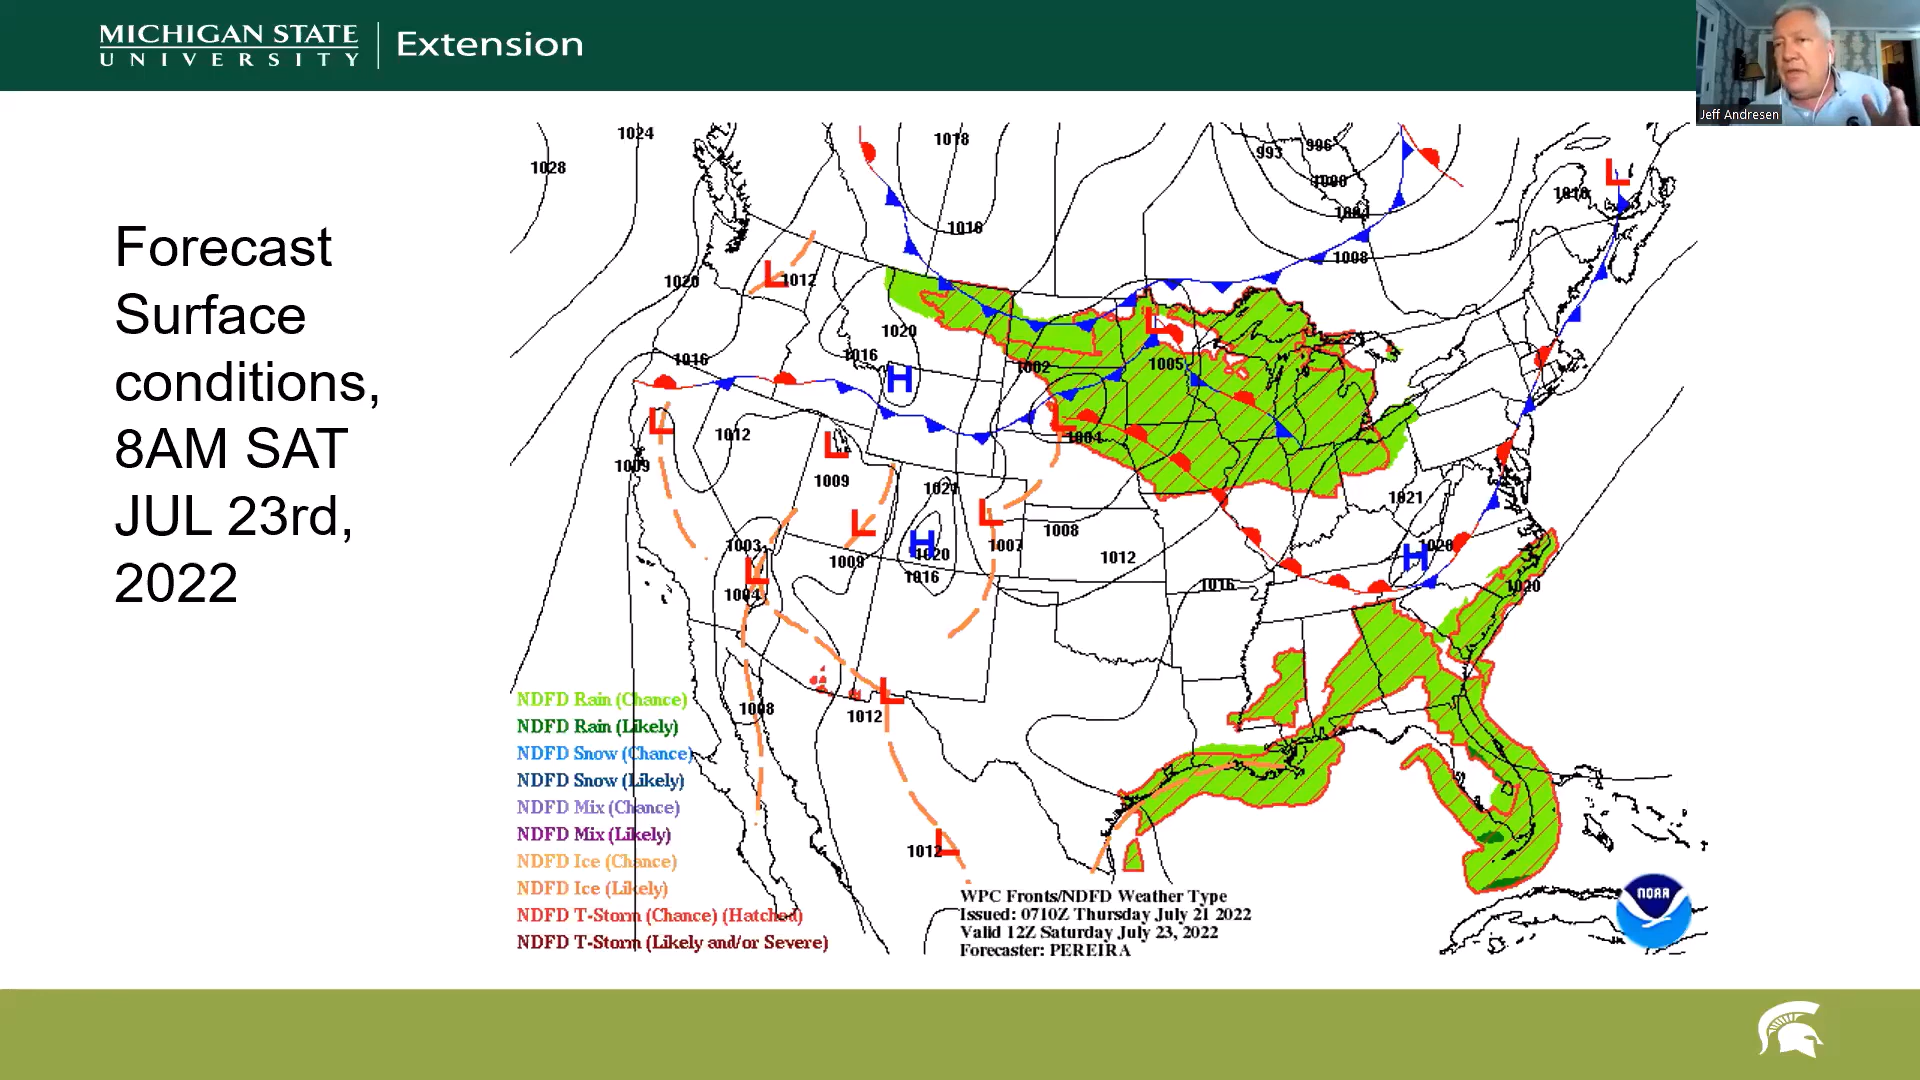 MICHIGAN STATE
UNIVERSITY
Extension
Jeff Andresen
Forecast
Surface
conditions,
8AM SAT
JUL 23rd,
2022
1024
1028
1018
993
996
1000
1004
1008
1016
1016
L
1020
L
1012
1020
1016
1016
H
1002
L
1005
L
1004
L
1009
1012
L
1009
L
1009
1021
H
1020
1016
L
1007
1008
1012
1016
1021
1020
H
1020
1003
L
1004
1008
L
1012
L
1012
NDFD Rain (Chance)
NDFD Rain (Likely)
NDFD Snow (Chance)
NDFD Snow (Likely)
NDFD Mix (Chance)
NDFD Mix (Likely)
NDFD Ice (Chance)
NDFD Ice (Likely)
NDFD T-Storm (Chance) (Hatched)
NDFD T-Storm (Likely and/or Severe)
WPC Fronts/NDFD Weather Type
Issued: 0710Z Thursday July 21 2022
Valid 12Z Saturday July 23, 2022
Forecaster: PEREIRA
NOAA